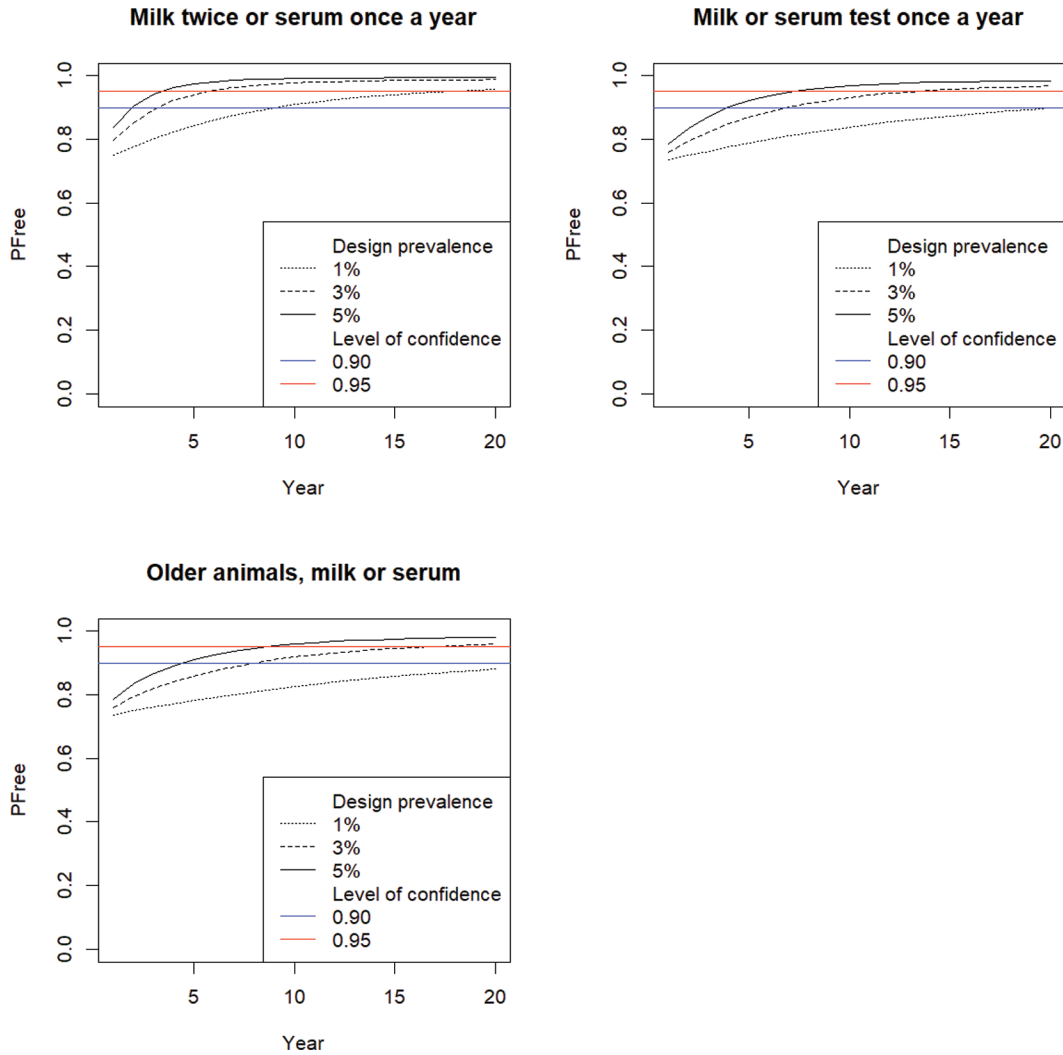 Milk twice or serum once a year
PFree
1.0
0.8
0.6
0.4
0.2
0.0
Design prevalence
1%
3%
5%
Level of confidence
0.90
0.95
5 10 15 20
Year
Milk or serum test once a year
PFree
1.0
0.8
0.6
0.4
0.2
0.0
Design prevalence
1%
3%
5%
Level of confidence
0.90
0.95
5 10 15 20
Year
Older animals, milk or serum
PFree
1.0
0.8
0.6
0.4
0.2
0.0
Design prevalence
1%
3%
5%
Level of confidence
0.90
0.95
5 10 15 20
Year